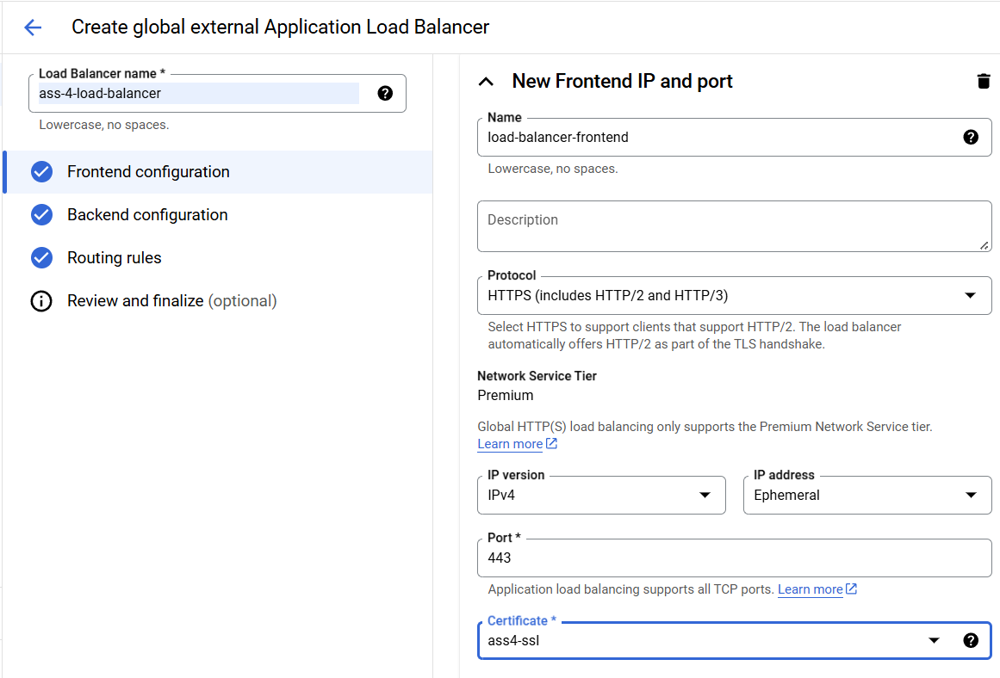 Create global external Application Load Balancer
Load Balancer name *
ass-4-load-balancer
Lowercase, no spaces.
Frontend configuration
Backend configuration
Routing rules
Review and finalize (optional)
New Frontend IP and port
Name
load-balancer-frontend
Lowercase, no spaces.
Description
Protocol
HTTPS (includes HTTP/2 and HTTP/3)
Select HTTPS to support clients that support HTTP/2. The load balancer
automatically offers HTTP/2 as part of the TLS handshake.
Network Service Tier
Premium
Global HTTP(S) load balancing only supports the Premium Network Service tier.
Learn more
IP version
IPv4
IP address
Ephemeral
Port *
443
Application load balancing supports all TCP ports. Learn more
Certificate *
ass4-ssl